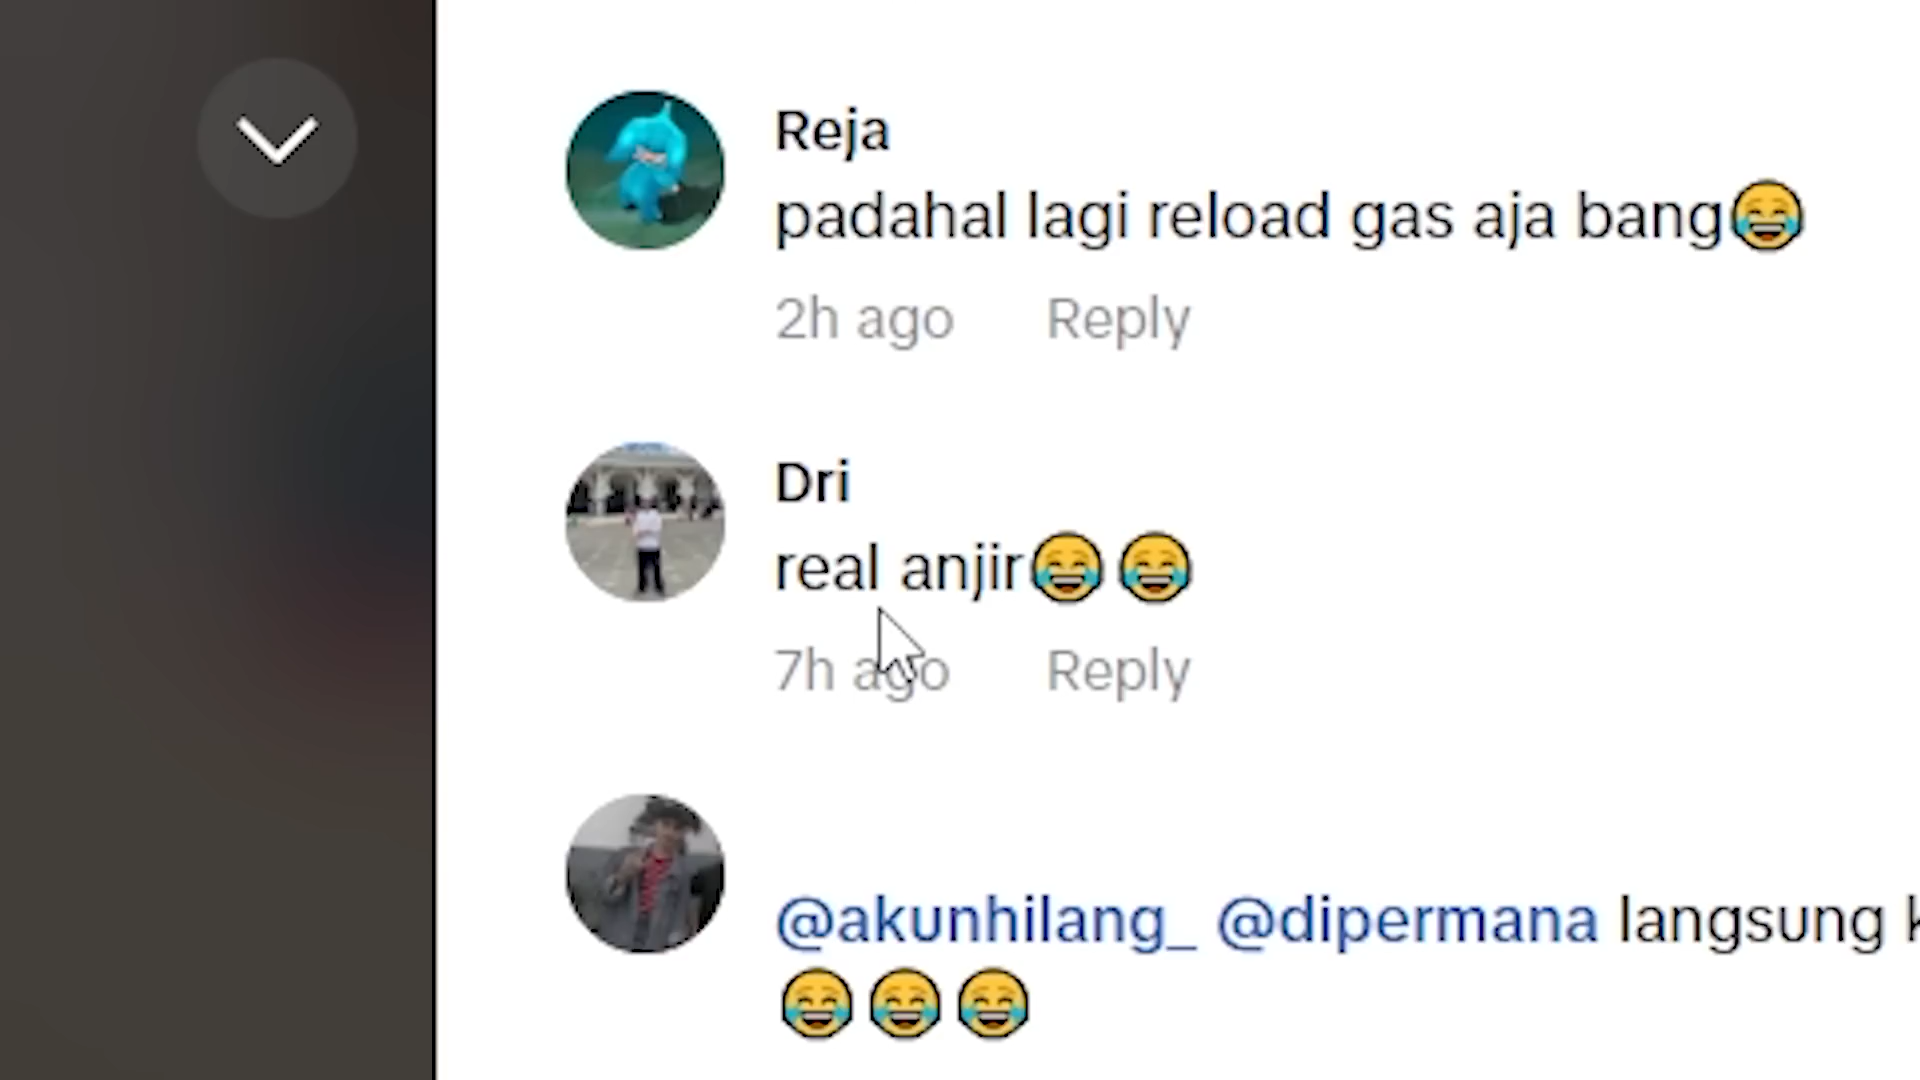 Reja
padahal lagi reload gas aja bang😂
2h ago Reply
Dri
real anjir😂😂
7h ago Reply
@akunhilang_ @dipermana langsung
😂😂😂